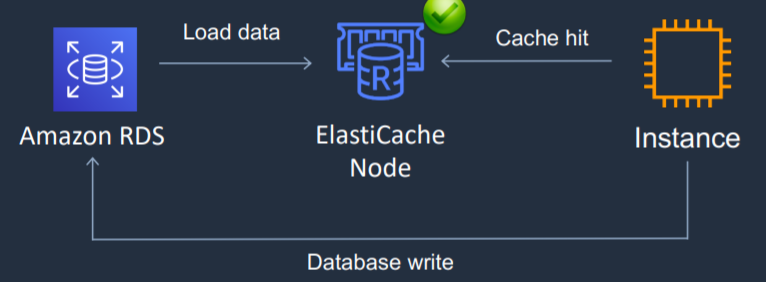 Load data
Cache hit
R
Amazon RDS
ElastiCache
Node
Instance
Database write